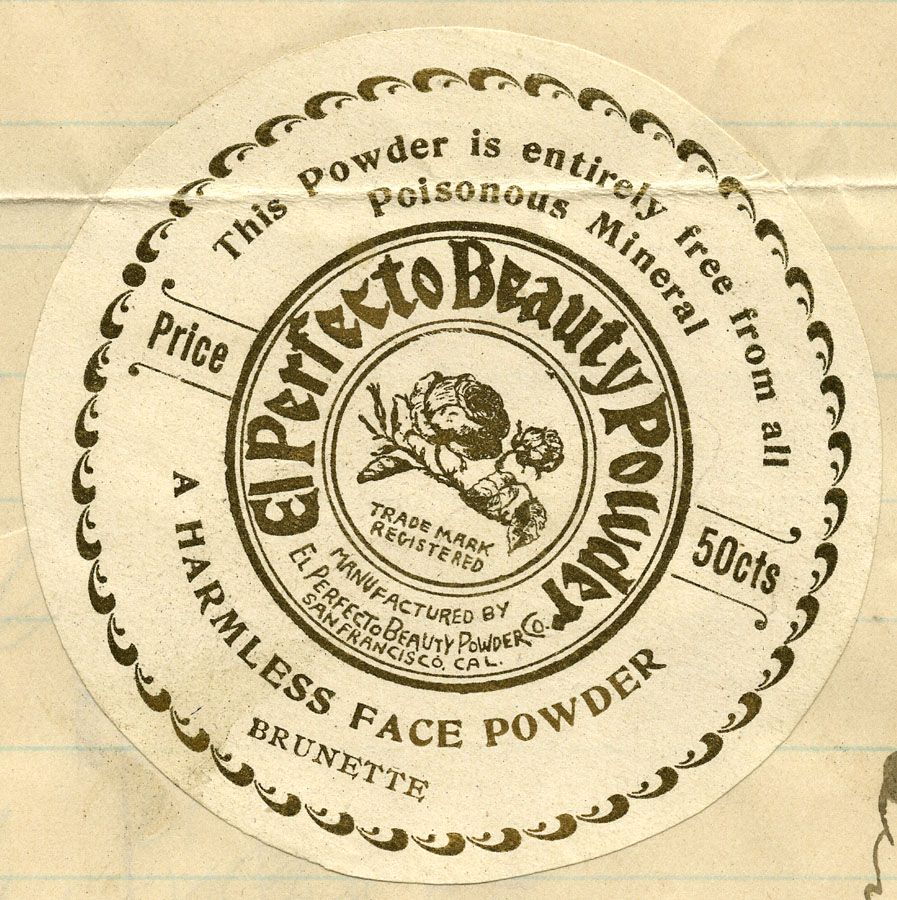 This Powder is entirely free from all
Poisonous Mineral
Price
50cts
El Perfecto Beauty Powder
TRADE MARK
REGISTERED
MANUFACTURED BY
EL PERFECTO BEAUTY POWDER CO.
SAN FRANCISCO, CAL.
A HARMLESS FACE POWDER
BRUNETTE